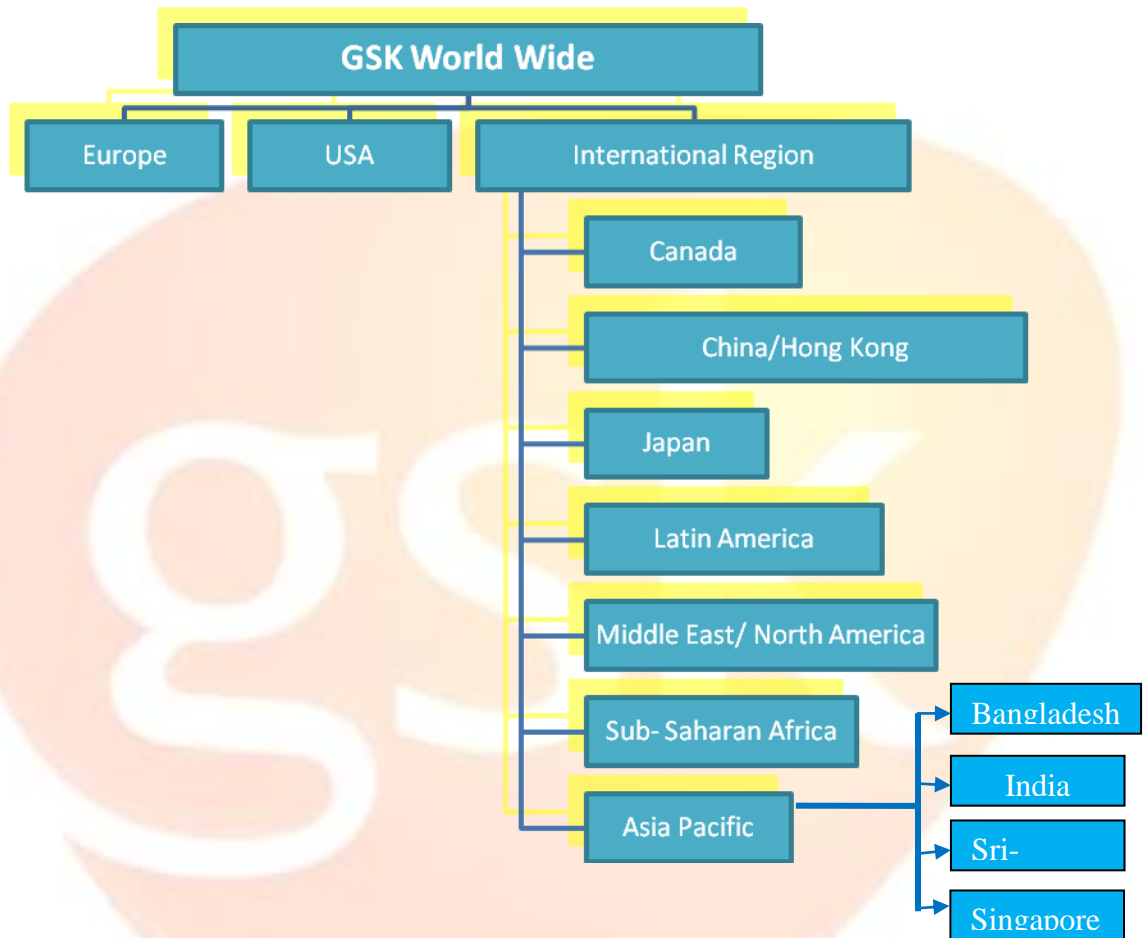 GSK World Wide
Europe
USA
International Region
Canada
China/Hong Kong
Japan
Latin America
Middle East/ North America
Sub- Saharan Africa
Asia Pacific
Bangladesh
India
Sri-
Singapore
gsk